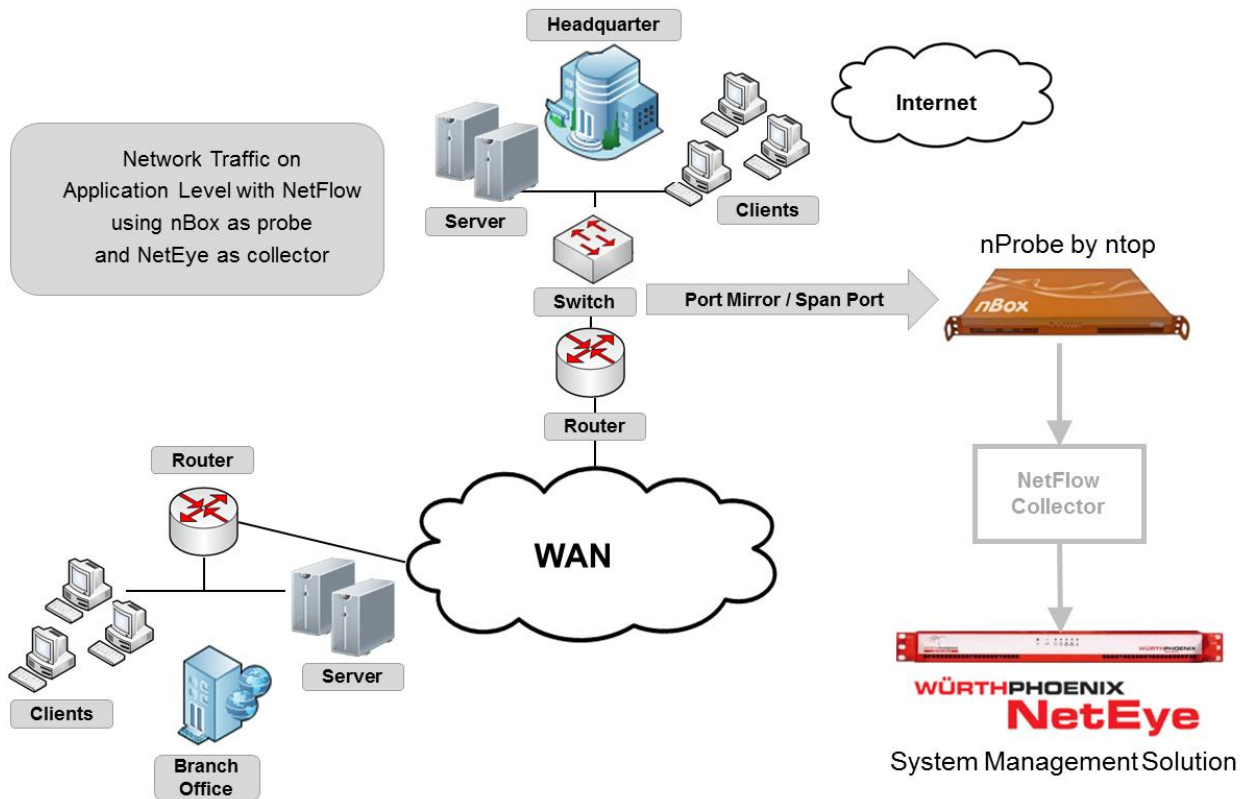 Headquarter
Internet
Network Traffic on
Application Level with NetFlow
using nBox as probe
and NetEye as collector
Server
Clients
Switch
Port Mirror / Span Port
nProbe by ntop
nBox
Router
Router
WAN
NetFlow
Collector
Server
Clients
Branch
Office
WÜRTHPHOENIX
NetEye
System Management Solution